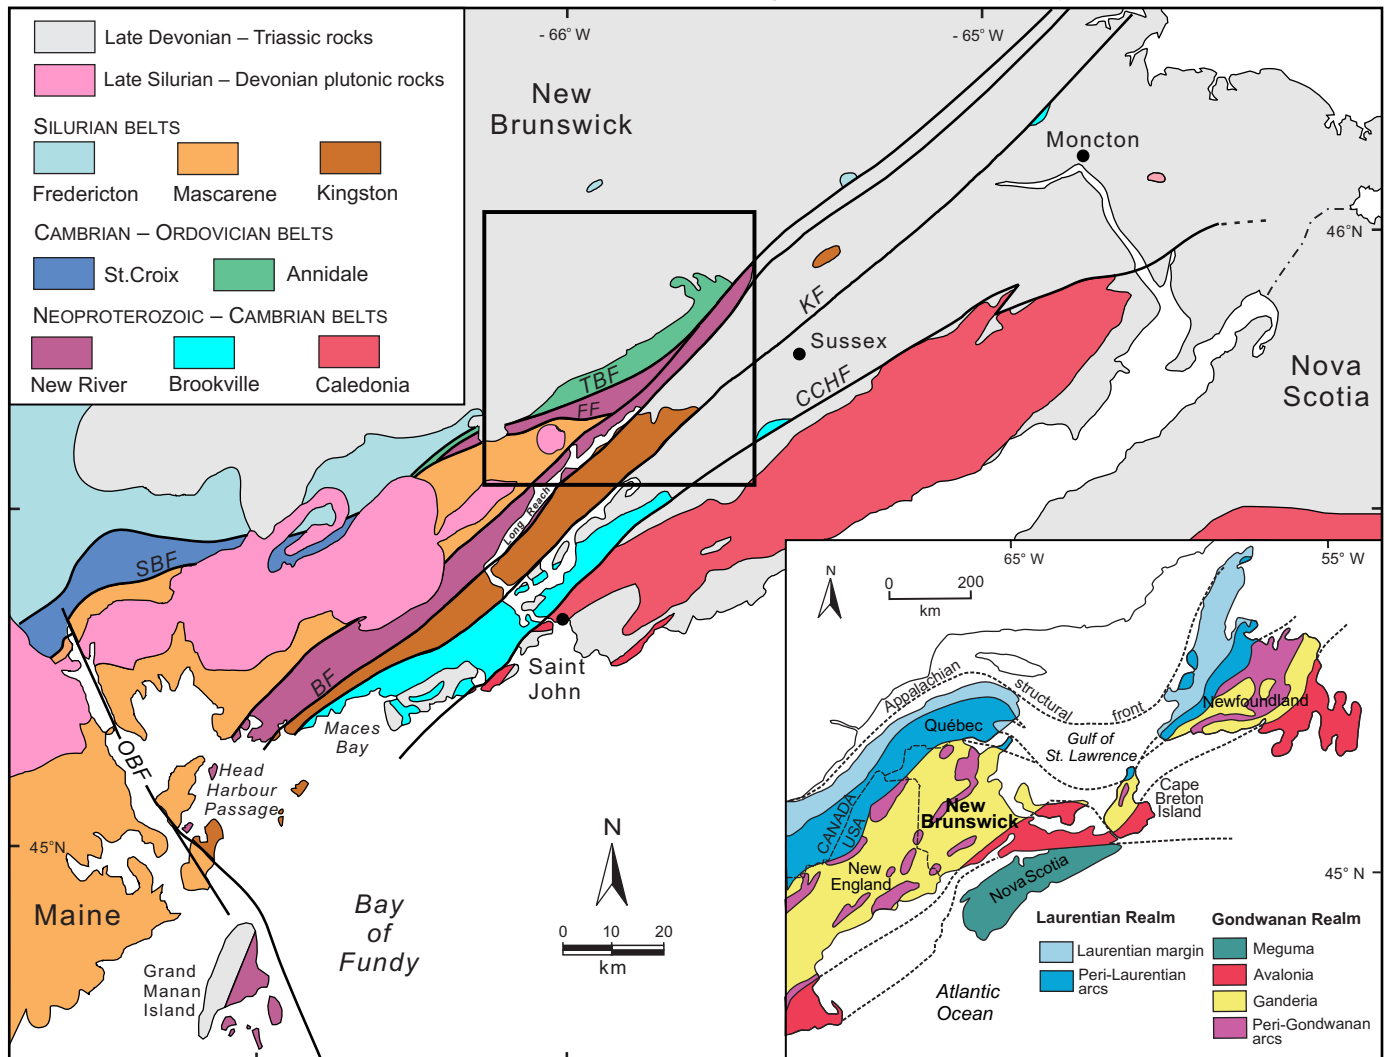 Late Devonian – Triassic rocks
Late Silurian – Devonian plutonic rocks
SILURIAN BELTS
Fredericton
Mascarene
Kingston
CAMBRIAN – ORDOVICIAN BELTS
St.Croix
Annidale
NEOPROTEROZOIC – CAMBRIAN BELTS
New River
Brookville
Caledonia
- 66° W
- 65° W
New
Brunswick
Moncton
46°N
KF
Sussex
CCHF
Nova
Scotia
TBF
FF
Long Reach
SBF
BF
Saint
John
Maces
Bay
OBF
Head
Harbour
Passage
45°N
Maine
Bay
of
Fundy
Grand
Manan
Island
N
0 10 20
km
N
0 200
km
65° W
55° W
Appalachian
structural
front
Québec
Newfoundland
Gulf of
St. Lawrence
Cape
Breton
Island
CANADA
USA
New
Brunswick
New
England
Nova Scotia
45° N
Atlantic
Ocean
Laurentian Realm
Laurentian margin
Peri-Laurentian
arcs
Gondwanan Realm
Meguma
Avalonia
Ganderia
Peri-Gondwanan
arcs